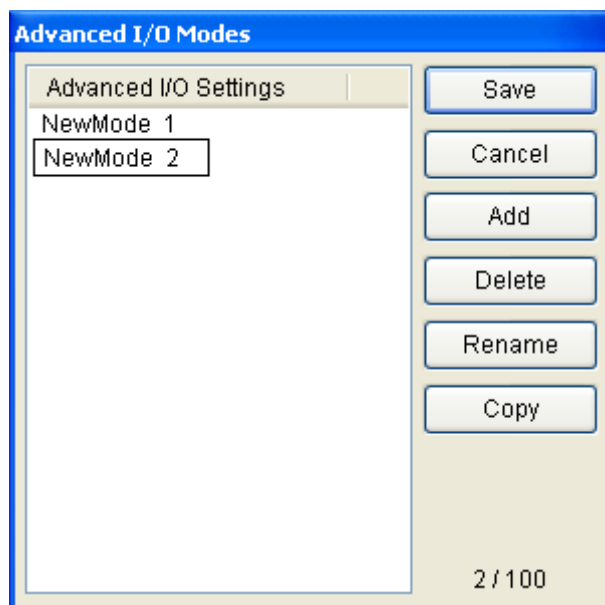 Advanced I/O Modes
Advanced I/O Settings
NewMode 1
NewMode 2
Save
Cancel
Add
Delete
Rename
Copy
2 / 100